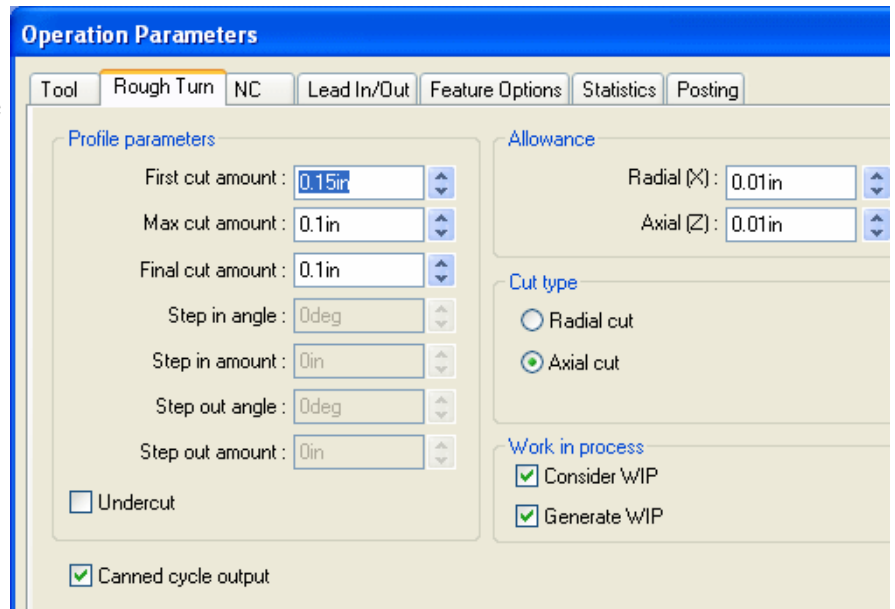 Operation Parameters
Tool Rough Turn NC Lead In/Out Feature Options Statistics Posting
Profile parameters
First cut amount : 0.15in
Max cut amount : 0.1in
Final cut amount : 0.1in
Step in angle : 0deg
Step in amount : 0in
Step out angle : 0deg
Step out amount : 0in
Undercut
Canned cycle output
Allowance
Radial (X) : 0.01in
Axial (Z) : 0.01in
Cut type
Radial cut
Axial cut
Work in process
Consider WIP
Generate WIP